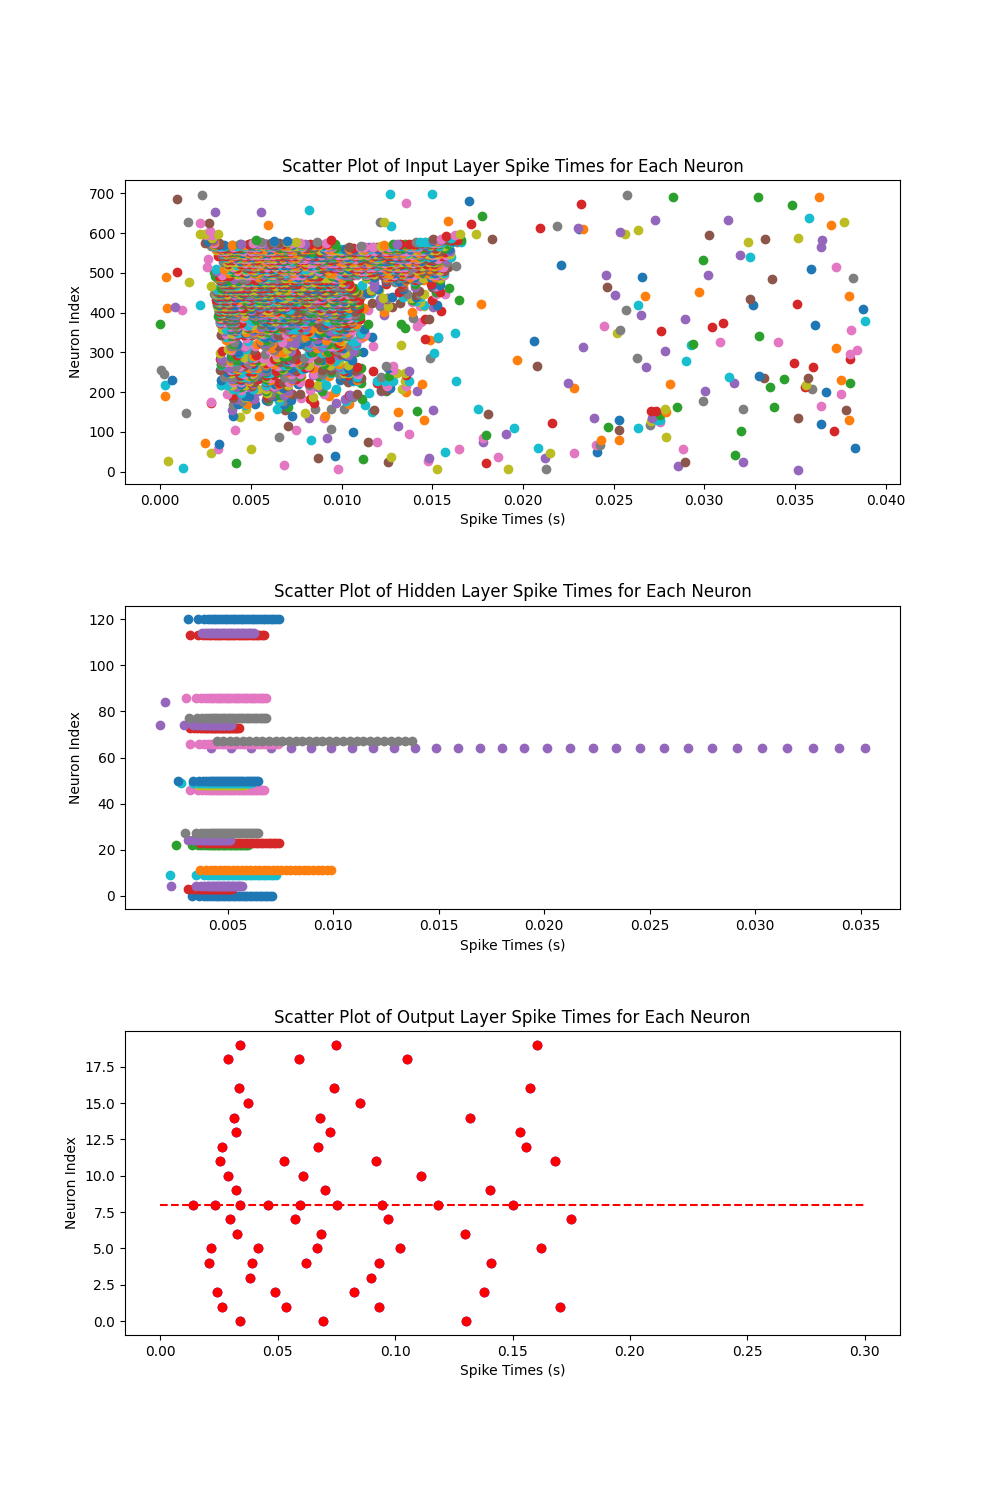 Scatter Plot of Input Layer Spike Times for Each Neuron
700
600
500
400
300
200
100
0
Neuron Index
0.000 0.005 0.010 0.015 0.020 0.025 0.030 0.035 0.040
Spike Times (s)
Scatter Plot of Hidden Layer Spike Times for Each Neuron
120
100
80
60
40
20
0
Neuron Index
0.005 0.010 0.015 0.020 0.025 0.030 0.035
Spike Times (s)
Scatter Plot of Output Layer Spike Times for Each Neuron
17.5
15.0
12.5
10.0
7.5
5.0
2.5
0.0
Neuron Index
0.00 0.05 0.10 0.15 0.20 0.25 0.30
Spike Times (s)